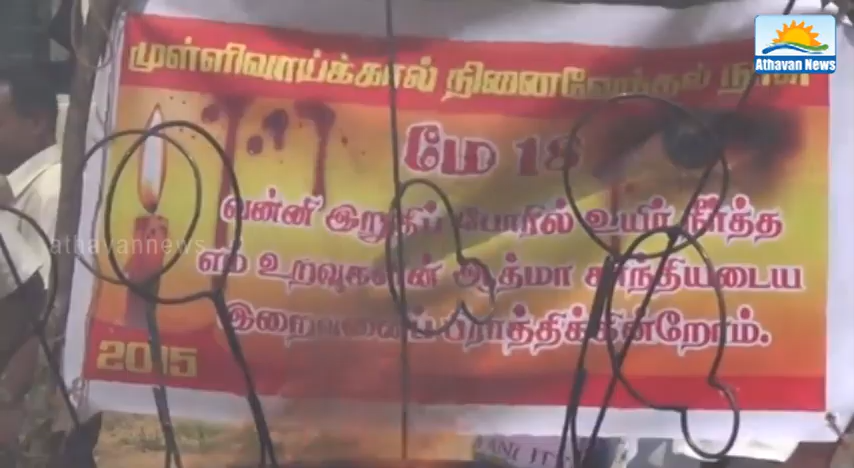 Athavan News
முள்ளிவாய்க்கால் நினைவேந்தல் நாள்
மே 18
வன்னி இறுதிப் போரில் உயிர் நீர்த்த
எம் உறவுகளின் ஆத்மா சாந்தியடைய
athavannews
இறைவனைப் பிராத்திக்கின்றோம்.
2015